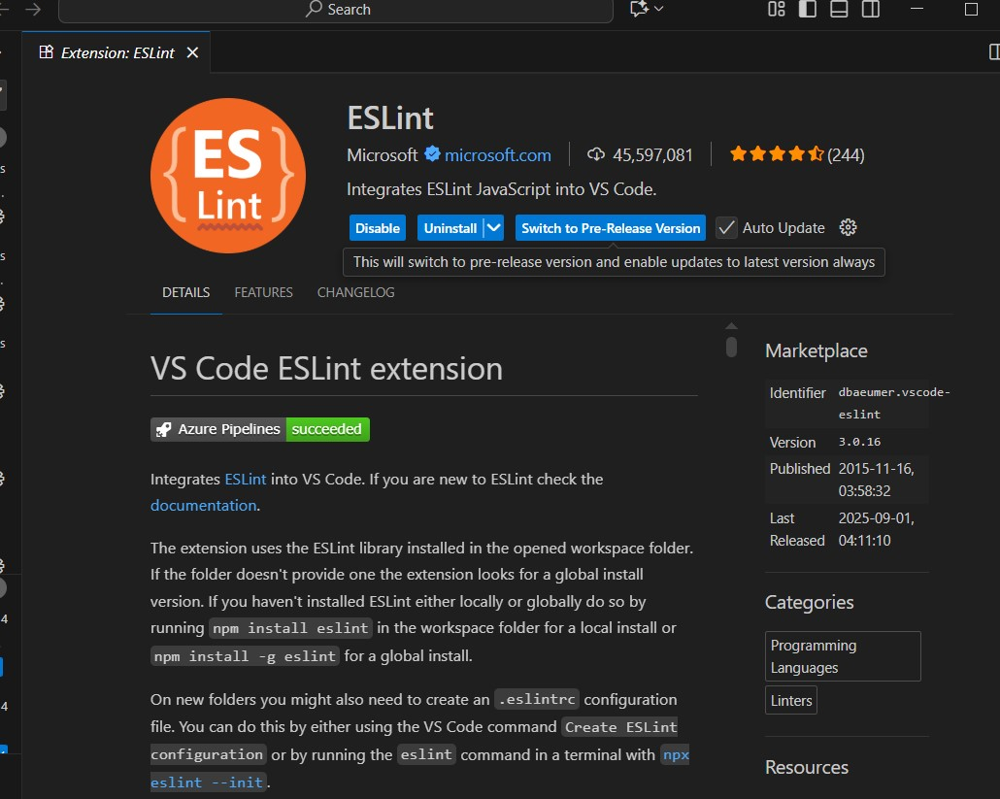 Search
Extension: ESLint
ES
Lint
ESLint
Microsoft microsoft.com 45,597,081 (244)
Integrates ESLint JavaScript into VS Code.
Disable Uninstall Switch to Pre-Release Version Auto Update
This will switch to pre-release version and enable updates to latest version always
DETAILS FEATURES CHANGELOG
VS Code ESLint extension
Azure Pipelines succeeded
Integrates ESLint into VS Code. If you are new to ESLint check the
documentation.
The extension uses the ESLint library installed in the opened workspace folder.
If the folder doesn't provide one the extension looks for a global install
version. If you haven't installed ESLint either locally or globally do so by
running npm install eslint in the workspace folder for a local install or
npm install -g eslint for a global install.
On new folders you might also need to create an .eslintrc configuration
file. You can do this by either using the VS Code command Create ESLint
configuration or by running the eslint command in a terminal with npx
eslint --init.
Marketplace
Identifier dbaeumer.vscode-
eslint
Version 3.0.16
Published 2015-11-16,
03:58:32
Last 2025-09-01,
Released 04:11:10
Categories
Programming
Languages
Linters
Resources